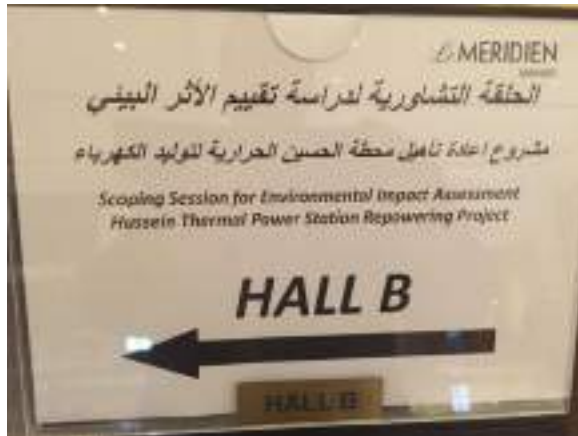 Le MERIDIEN
الحلقة التشاورية لدراسة تقييم الأثر البيئي
مشروع اعادة تاهيل محطة الحسين الحرارية لتوليد الكهرباء
Scoping Session for Environmental Impact Assessment
Hussein Thermal Power Station Repowering Project
HALL B
HALL B